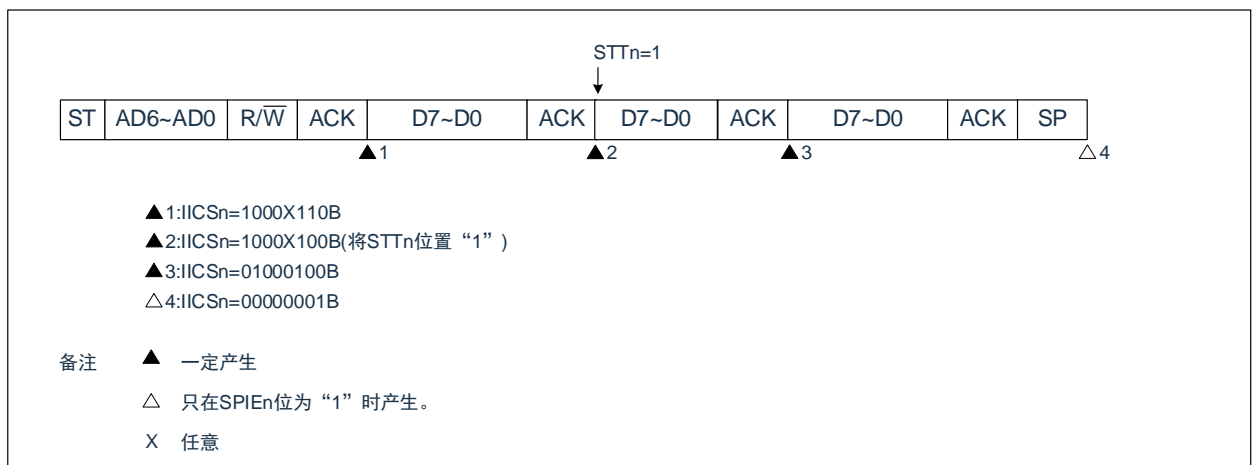 STTn=1
ST AD6~AD0 R/W̅ ACK D7~D0 ACK D7~D0 ACK D7~D0 ACK SP
▲1 ▲2 ▲3 △4
▲1:IICSn=1000X110B
▲2:IICSn=1000X100B(将STTn位置“1”)
▲3:IICSn=01000100B
△4:IICSn=00000001B
备注 ▲ 一定产生
△ 只在SPIEn位为“1”时产生。
X 任意